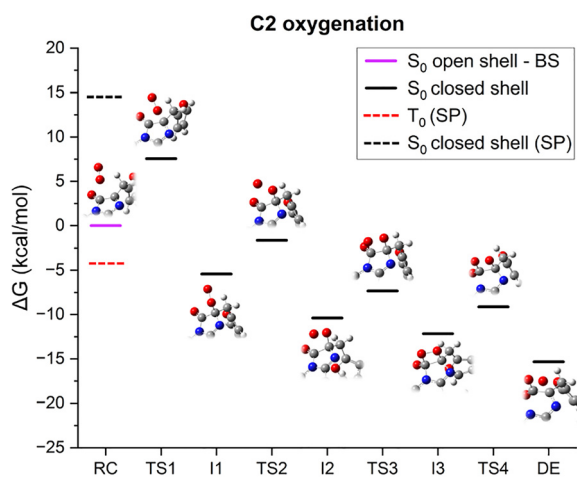 C2 oxygenation
S₀ open shell - BS
S₀ closed shell
T₀ (SP)
S₀ closed shell (SP)
ΔG (kcal/mol)
20
15
10
5
0
−5
−10
−15
−20
−25
RC TS1 I1 TS2 I2 TS3 I3 TS4 DE